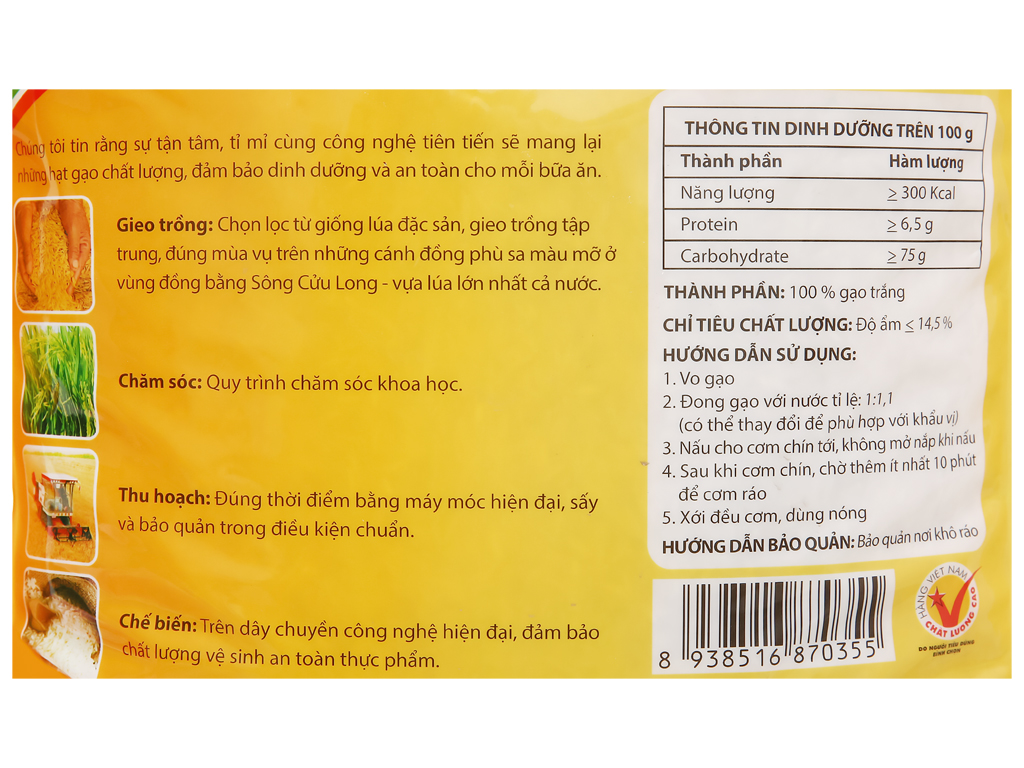 Chúng tôi tin rằng sự tận tâm, tỉ mỉ cùng công nghệ tiên tiến sẽ mang lại
những hạt gạo chất lượng, đảm bảo dinh dưỡng và an toàn cho mỗi bữa ăn.
Gieo trồng: Chọn lọc từ giống lúa đặc sản, gieo trồng tập
trung, đúng mùa vụ trên những cánh đồng phù sa màu mỡ ở
vùng đồng bằng Sông Cửu Long - vựa lúa lớn nhất cả nước.
Chăm sóc: Quy trình chăm sóc khoa học.
Thu hoạch: Đúng thời điểm bằng máy móc hiện đại, sấy
và bảo quản trong điều kiện chuẩn.
Chế biến: Trên dây chuyền công nghệ hiện đại, đảm bảo
chất lượng vệ sinh an toàn thực phẩm.
THÔNG TIN DINH DƯỠNG TRÊN 100 g
Thành phần Hàm lượng
Năng lượng ≥ 300 Kcal
Protein ≥ 6,5 g
Carbohydrate ≥ 75 g
THÀNH PHẦN: 100 % gạo trắng
CHỈ TIÊU CHẤT LƯỢNG: Độ ẩm ≤ 14,5 %
HƯỚNG DẪN SỬ DỤNG:
1. Vo gạo
2. Đong gạo với nước tỉ lệ: 1:1,1
(có thể thay đổi để phù hợp với khẩu vị)
3. Nấu cho cơm chín tới, không mở nắp khi nấu
4. Sau khi cơm chín, chờ thêm ít nhất 10 phút
để cơm ráo
5. Xới đều cơm, dùng nóng
HƯỚNG DẪN BẢO QUẢN: Bảo quản nơi khô ráo
8 938516 870355
HÀNG VIỆT NAM
CHẤT LƯỢNG CAO
DO NGƯỜI TIÊU DÙNG
BÌNH CHỌN